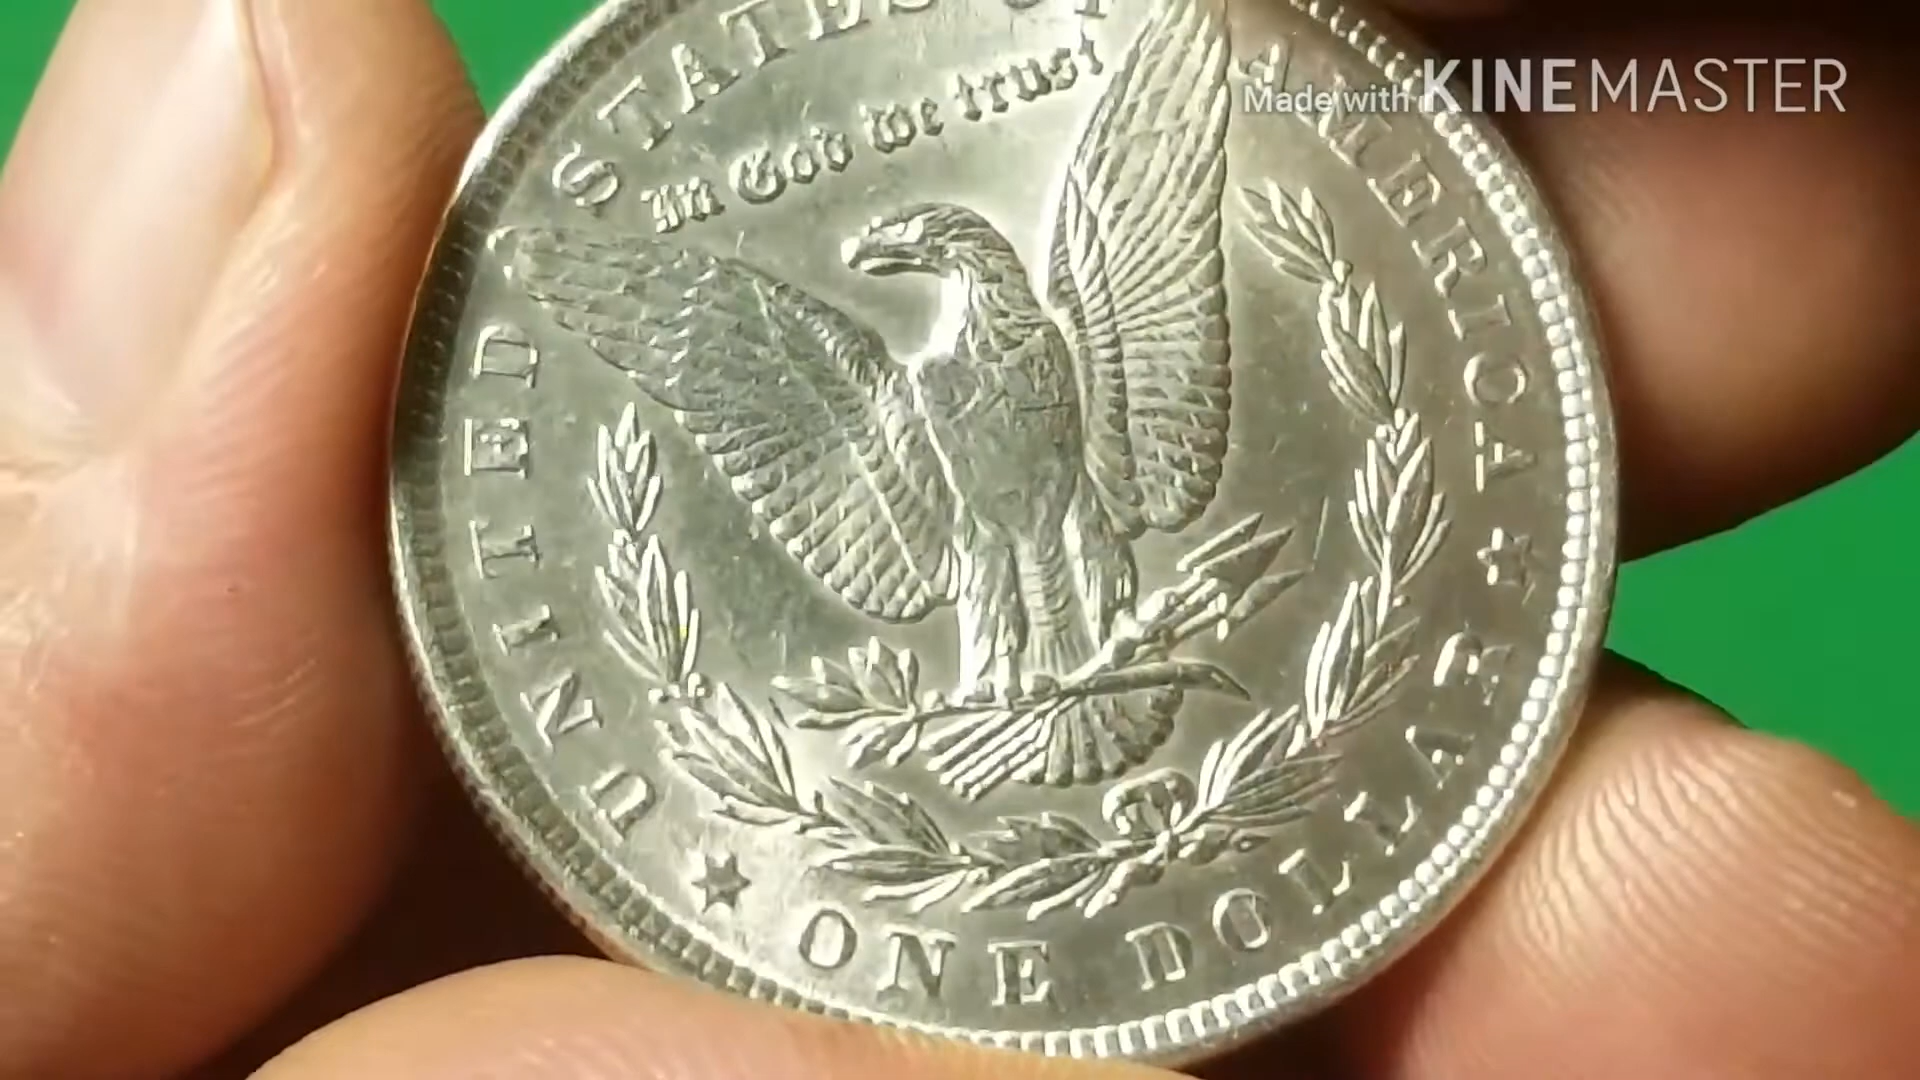 UNITED STATES OF AMERICA
In God we trust
ONE DOLLAR
Made with KINEMASTER